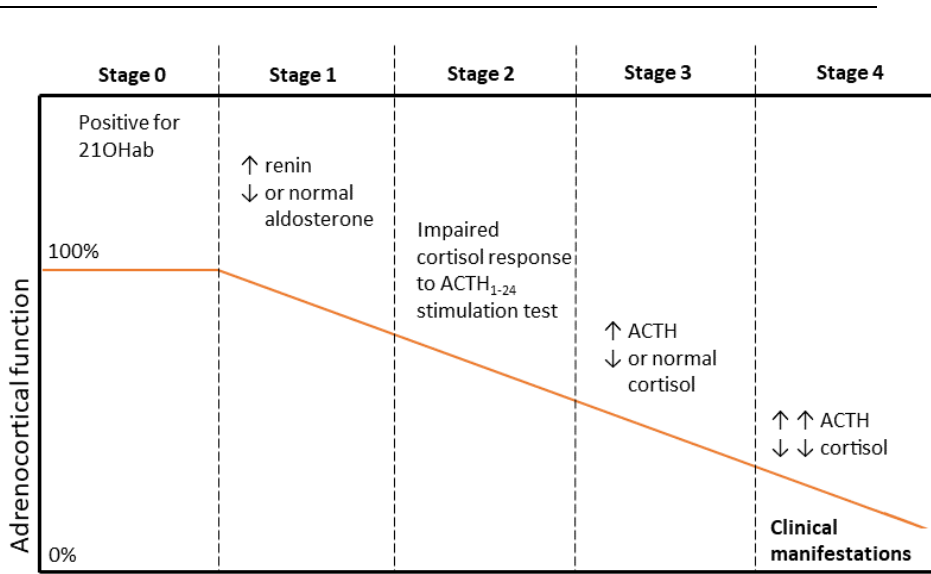 Stage 0
Stage 1
Stage 2
Stage 3
Stage 4
Positive for
21OHab
↑ renin
↓ or normal
aldosterone
Impaired
cortisol response
to ACTH₁₋₂₄
stimulation test
↑ ACTH
↓ or normal
cortisol
↑ ↑ ACTH
↓ ↓ cortisol
Clinical
manifestations
100%
0%
Adrenocortical function